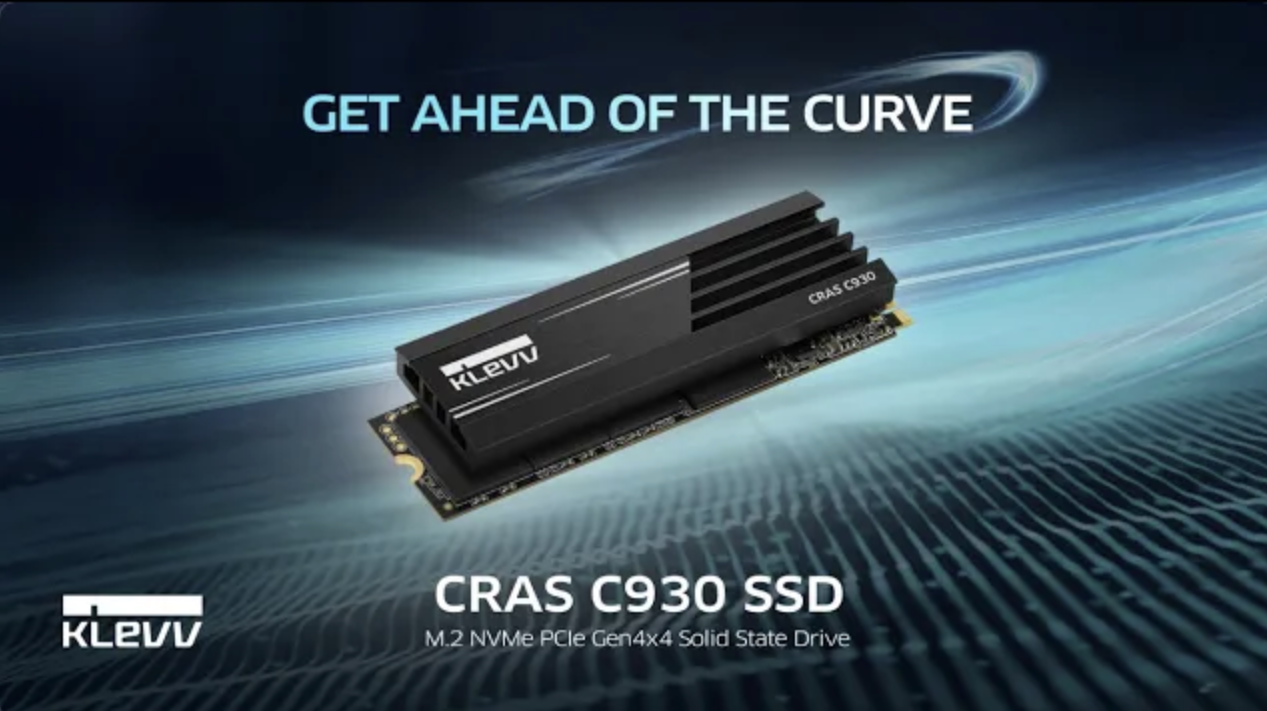 GET AHEAD OF THE CURVE
CRAS C930
KLEVV
CRAS C930 SSD
M.2 NVMe PCIe Gen4x4 Solid State Drive
KLEVV